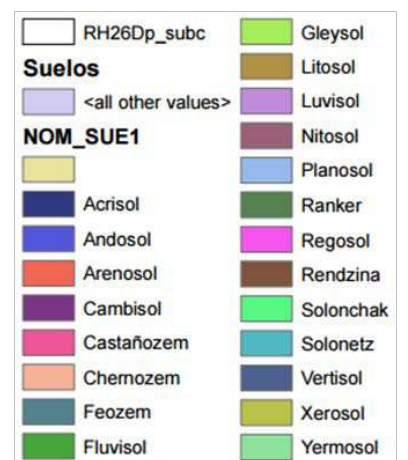 RH26Dp_subc
Suelos
<all other values>
NOM_SUE1
Acrisol
Andosol
Arenosol
Cambisol
Castañozem
Chernozem
Feozem
Fluvisol
Gleysol
Litosol
Luvisol
Nitosol
Planosol
Ranker
Regosol
Rendzina
Solonchak
Solonetz
Vertisol
Xerosol
Yermosol